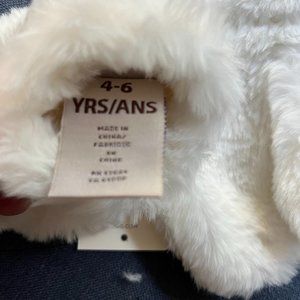 4-6
YRS/ANS
MADE IN
CHINA/
FABRIQUÉ
EN
CHINE